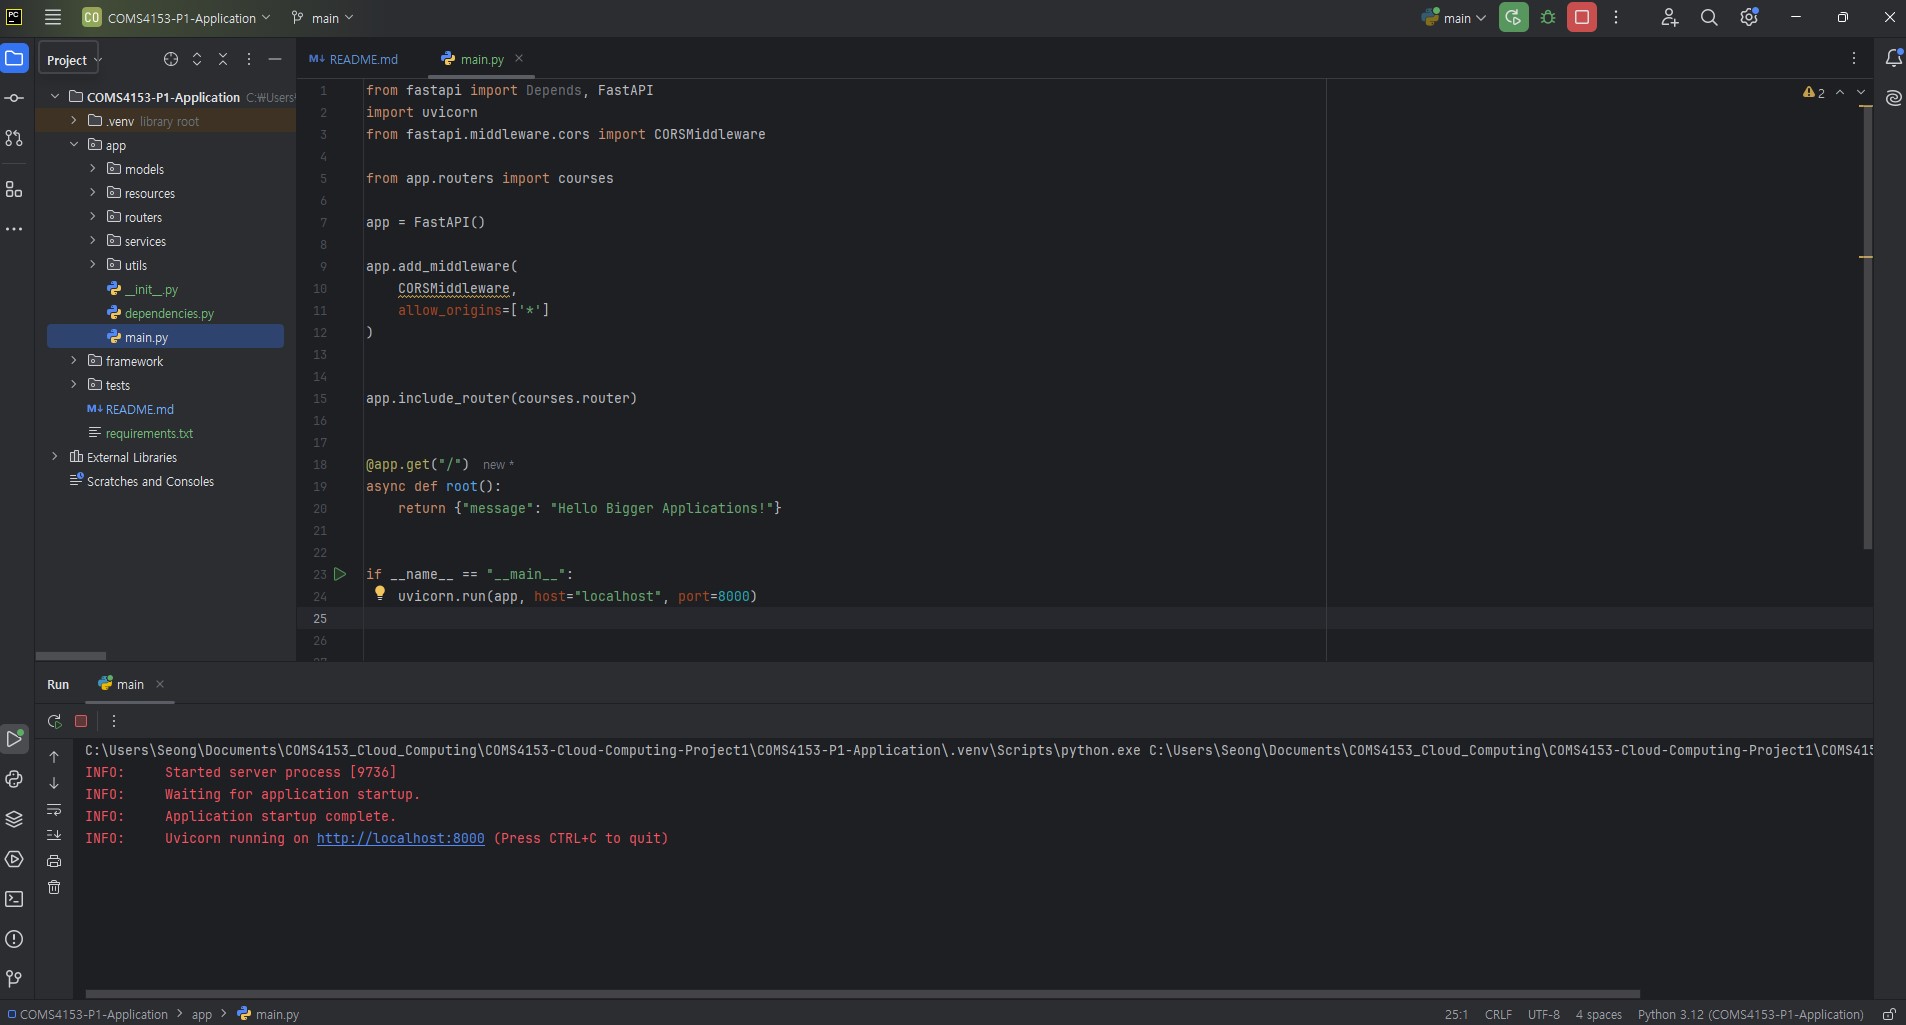 PC
CO COMS4153-P1-Application main
main
Project
README.md
main.py
COMS4153-P1-Application C:₩Users
.venv library root
app
models
resources
routers
services
utils
__init__.py
dependencies.py
main.py
framework
tests
M↓ README.md
requirements.txt
External Libraries
Scratches and Consoles
2
1 from fastapi import Depends, FastAPI
2 import uvicorn
3 from fastapi.middleware.cors import CORSMiddleware
4
5 from app.routers import courses
6
7 app = FastAPI()
8
9 app.add_middleware(
10 CORSMiddleware,
11 allow_origins=['*']
12 )
13
14
15 app.include_router(courses.router)
16
17
18 @app.get("/") new *
19 async def root():
20 return {"message": "Hello Bigger Applications!"}
21
22
23 if __name__ == "__main__":
24 uvicorn.run(app, host="localhost", port=8000)
25
26
Run main
C:\Users\Seong\Documents\COMS4153_Cloud_Computing\COMS4153-Cloud-Computing-Project1\COMS4153-P1-Application\.venv\Scripts\python.exe C:\Users\Seong\Documents\COMS4153_Cloud_Computing\COMS4153-Cloud-Computing-Project1\COMS415
INFO: Started server process [9736]
INFO: Waiting for application startup.
INFO: Application startup complete.
INFO: Uvicorn running on http://localhost:8000 (Press CTRL+C to quit)
COMS4153-P1-Application > app > main.py
25:1 CRLF UTF-8 4 spaces Python 3.12 (COMS4153-P1-Application)